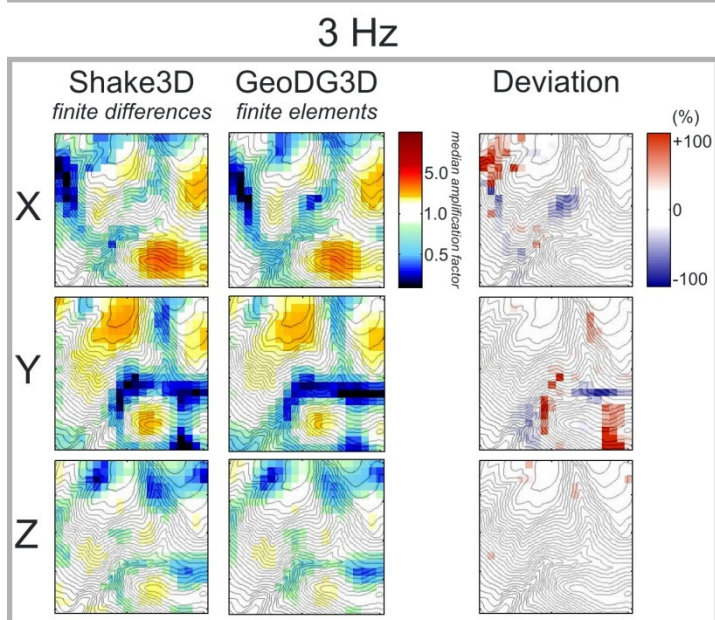 3 Hz
Shake3D GeoDG3D Deviation
finite differences finite elements
(%)
+100
0
-100
median amplification factor
5.0
1.0
0.5
X
Y
Z